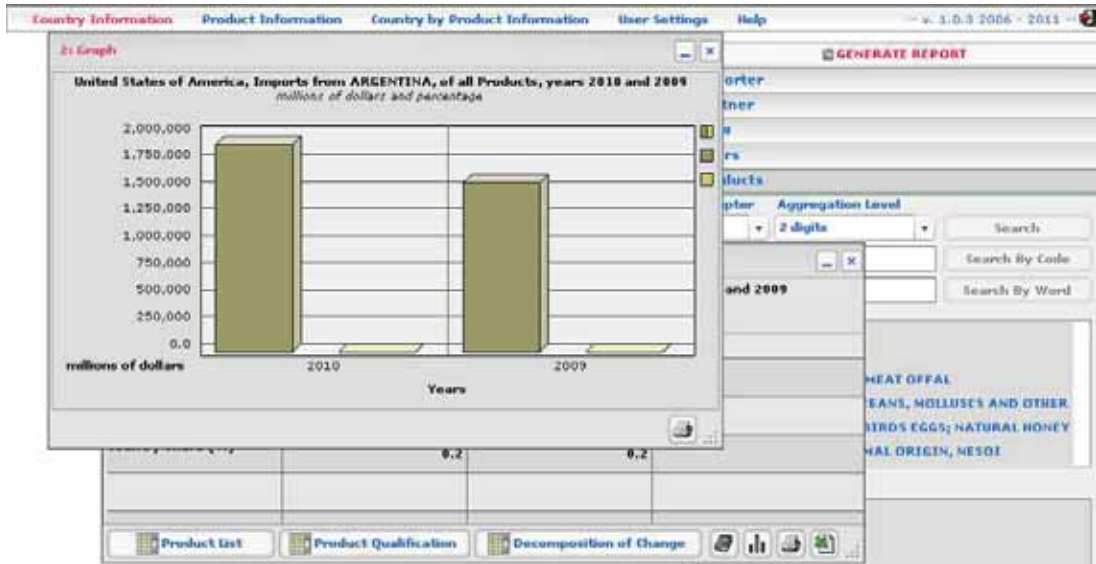 Country Information Product Information Country by Product Information User Settings Help -- v. 1.0.3 2006 - 2011 --
2: Graph
GENERATE REPORT
United States of America, Imports from ARGENTINA, of all Products, years 2010 and 2009
millions of dollars and percentage
orter
tner
rs
ducts
2,000,000
1,750,000
1,500,000
1,250,000
1,000,000
750,000
500,000
250,000
0.0
millions of dollars
2010
2009
Years
pter Aggregation Level
2 digits Search
Search By Code
and 2009 Search By Word
MEAT OFFAL
EANS, MOLLUSCS AND OTHER
BIRDS EGGS; NATURAL HONEY
MAL ORIGIN, NESOI
0.2 0.2
Product List Product Qualification Decomposition of Change